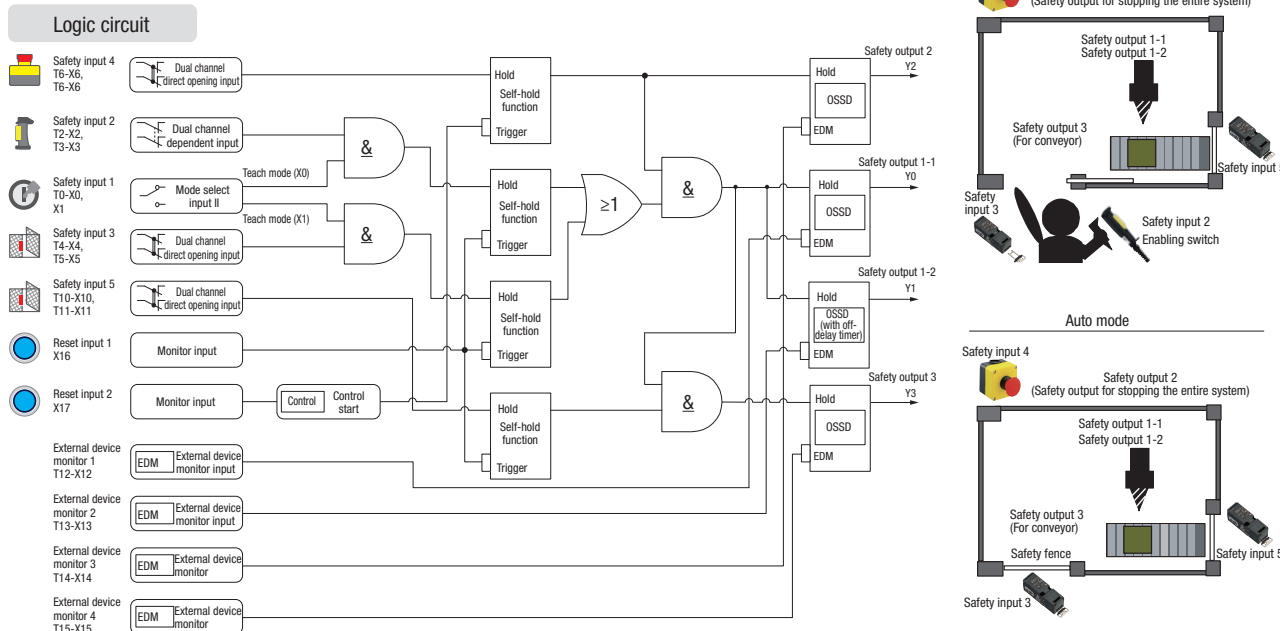 Logic circuit
Safety input 4
T6-X6,
T6-X6
Dual channel
direct opening input
Safety input 2
T2-X2,
T3-X3
Dual channel
dependent input
Safety input 1
T0-X0,
X1
Mode select
input II
Safety input 3
T4-X4,
T5-X5
Dual channel
direct opening input
Safety input 5
T10-X10,
T11-X11
Dual channel
direct opening input
Reset input 1
X16
Monitor input
Reset input 2
X17
Monitor input
Control
Control
start
External device
monitor 1
T12-X12
EDM
External device
monitor input
External device
monitor 2
T13-X13
EDM
External device
monitor input
External device
monitor 3
T14-X14
EDM
External device
monitor
External device
monitor 4
T15-X15
EDM
External device
monitor
Teach mode (X0)
Teach mode (X1)
&
&
Hold
Self-hold
function
Trigger
Hold
Self-hold
function
Trigger
Hold
Self-hold
function
Trigger
Hold
Self-hold
function
Trigger
≥1
&
&
Safety output 2
Y2
Hold
OSSD
EDM
Safety output 1-1
Y0
Hold
OSSD
EDM
Safety output 1-2
Y1
Hold
OSSD
(with off-
delay timer)
EDM
Safety output 3
Y3
Hold
OSSD
EDM
(Safety output for stopping the entire system)
Safety output 1-1
Safety output 1-2
Safety output 3
(For conveyor)
Safety input 5
Safety
input 3
Safety input 2
Enabling switch
Auto mode
Safety input 4
Safety output 2
(Safety output for stopping the entire system)
Safety output 1-1
Safety output 1-2
Safety output 3
(For conveyor)
Safety fence
Safety input 5
Safety input 3